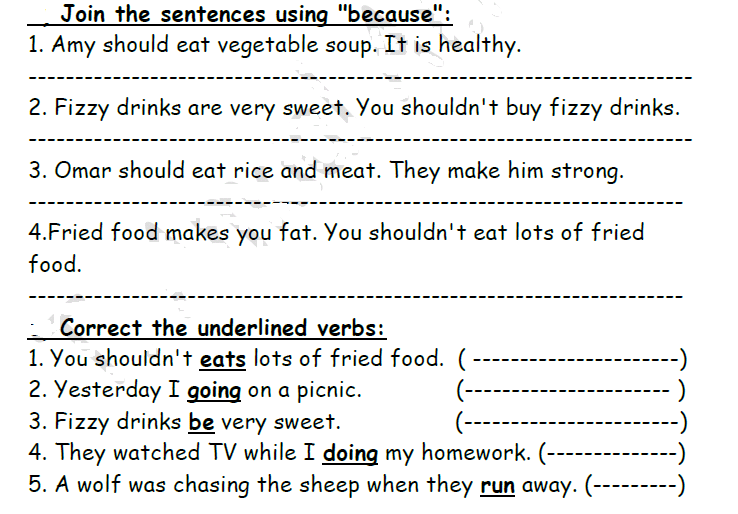 Join the sentences using "because":
1. Amy should eat vegetable soup. It is healthy.
-----------------------------------------------------------------------
2. Fizzy drinks are very sweet. You shouldn't buy fizzy drinks.
-----------------------------------------------------------------------
3. Omar should eat rice and meat. They make him strong.
----------------------------------------------------------------------
4.Fried food makes you fat. You shouldn't eat lots of fried
food.
----------------------------------------------------------------------
Correct the underlined verbs:
1. You shouldn't eats lots of fried food. ( ----------------------)
2. Yesterday I going on a picnic. (---------------------- )
3. Fizzy drinks be very sweet. (-----------------------)
4. They watched TV while I doing my homework. (--------------)
5. A wolf was chasing the sheep when they run away. (---------)